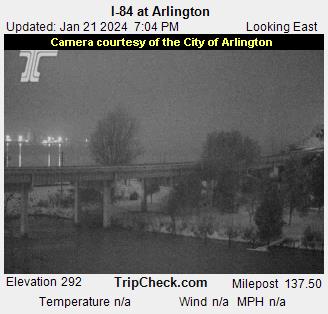 I-84 at Arlington
Updated: Jan 21 2024 7:04 PM Looking East
Camera courtesy of the City of Arlington
Elevation 292 TripCheck.com Milepost 137.50
Temperature n/a Wind n/a MPH n/a